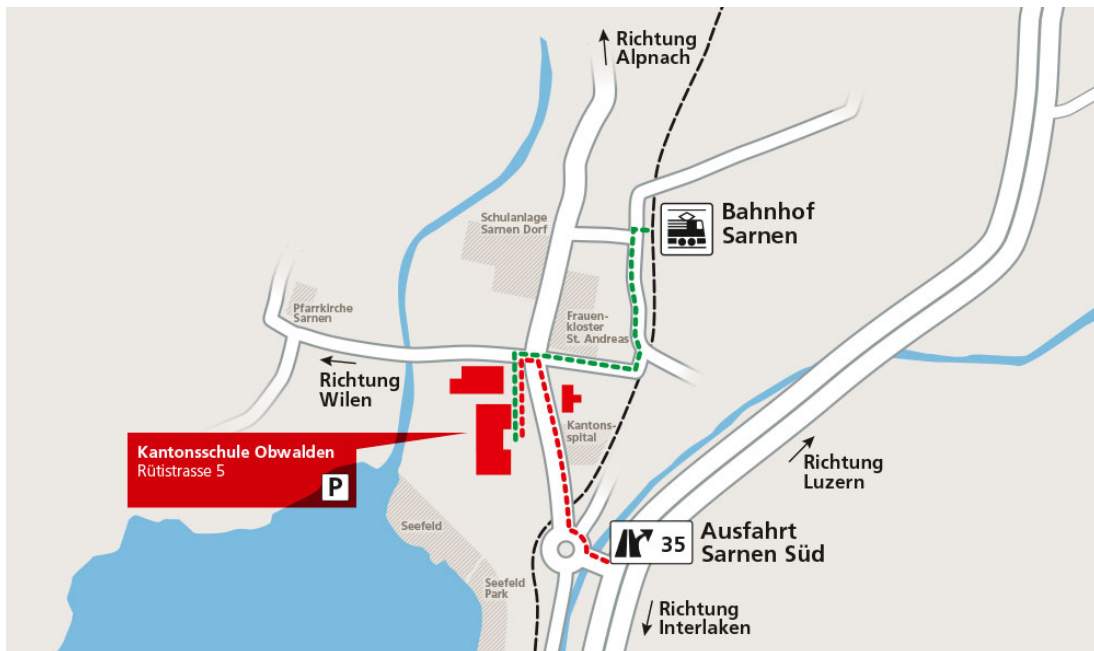 Richtung
Alpnach
Schulanlage
Sarnen Dorf
Bahnhof
Sarnen
Pfarrkirche
Sarnen
Frauen-
kloster
St. Andreas
Richtung
Wilen
Kantons-
spital
Kantonsschule Obwalden
Rütistrasse 5
P
Richtung
Luzern
Seefeld
35
Ausfahrt
Sarnen Süd
Seefeld
Park
Richtung
Interlaken